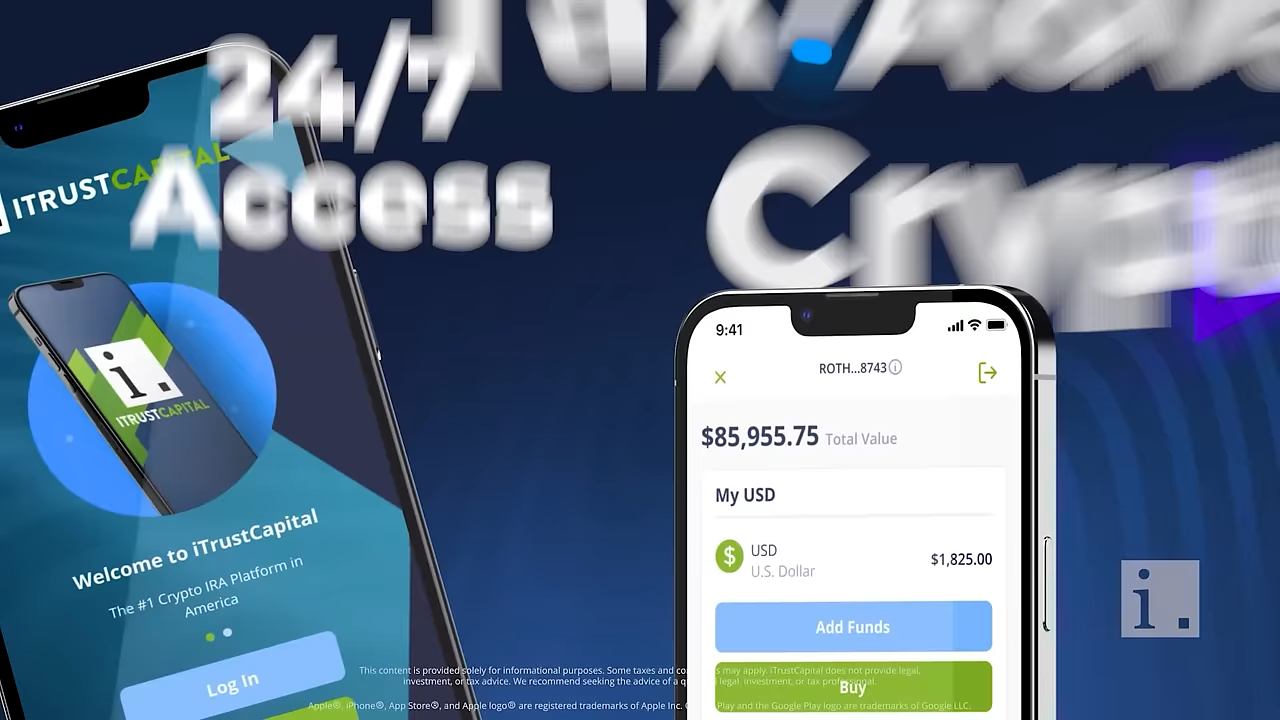 24/7
Access
ITRUSTCAPITAL
i.
ITRUSTCAPITAL
Welcome to iTrustCapital
The #1 Crypto IRA Platform in
America
Log In
9:41
ROTH...8743
$85,955.75 Total Value
My USD
$
USD
U.S. Dollar
$1,825.00
Add Funds
Buy
i.
This content is provided solely for informational purposes. Some taxes and may apply. iTrustCapital does not provide legal,
investment, or tax advice. We recommend seeking the advice of a legal, investment, or tax professional.
Apple®, iPhone®, App Store®, and Apple logo® are registered trademarks of Apple Inc. Play and the Google Play logo are trademarks of Google LLC.